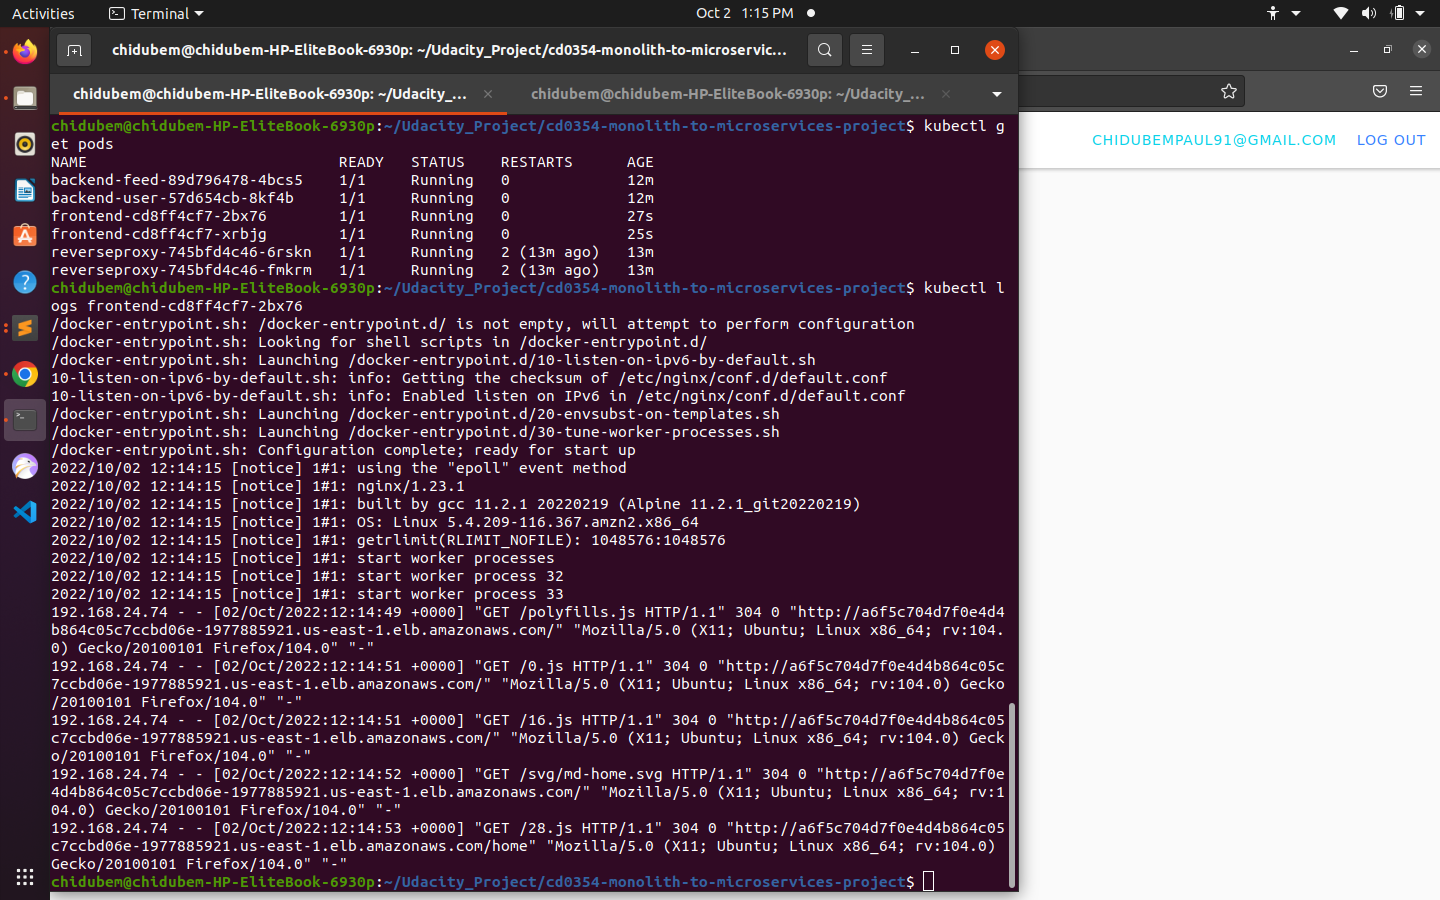 Activities
Terminal
Oct 2 1:15 PM
chidubem@chidubem-HP-EliteBook-6930p: ~/Udacity_Project/cd0354-monolith-to-microservic...
chidubem@chidubem-HP-EliteBook-6930p: ~/Udacity_...
chidubem@chidubem-HP-EliteBook-6930p: ~/Udacity_...
CHIDUBEMPAUL91@GMAIL.COM
LOG OUT
chidubem@chidubem-HP-EliteBook-6930p:~/Udacity_Project/cd0354-monolith-to-microservices-project$ kubectl g
et pods
NAME READY STATUS RESTARTS AGE
backend-feed-89d796478-4bcs5 1/1 Running 0 12m
backend-user-57d654cb-8kf4b 1/1 Running 0 12m
frontend-cd8ff4cf7-2bx76 1/1 Running 0 27s
frontend-cd8ff4cf7-xrbjg 1/1 Running 0 25s
reverseproxy-745bfd4c46-6rskn 1/1 Running 2 (13m ago) 13m
reverseproxy-745bfd4c46-fmkrm 1/1 Running 2 (13m ago) 13m
chidubem@chidubem-HP-EliteBook-6930p:~/Udacity_Project/cd0354-monolith-to-microservices-project$ kubectl l
ogs frontend-cd8ff4cf7-2bx76
/docker-entrypoint.sh: /docker-entrypoint.d/ is not empty, will attempt to perform configuration
/docker-entrypoint.sh: Looking for shell scripts in /docker-entrypoint.d/
/docker-entrypoint.sh: Launching /docker-entrypoint.d/10-listen-on-ipv6-by-default.sh
10-listen-on-ipv6-by-default.sh: info: Getting the checksum of /etc/nginx/conf.d/default.conf
10-listen-on-ipv6-by-default.sh: info: Enabled listen on IPv6 in /etc/nginx/conf.d/default.conf
/docker-entrypoint.sh: Launching /docker-entrypoint.d/20-envsubst-on-templates.sh
/docker-entrypoint.sh: Launching /docker-entrypoint.d/30-tune-worker-processes.sh
/docker-entrypoint.sh: Configuration complete; ready for start up
2022/10/02 12:14:15 [notice] 1#1: using the "epoll" event method
2022/10/02 12:14:15 [notice] 1#1: nginx/1.23.1
2022/10/02 12:14:15 [notice] 1#1: built by gcc 11.2.1 20220219 (Alpine 11.2.1_git20220219)
2022/10/02 12:14:15 [notice] 1#1: OS: Linux 5.4.209-116.367.amzn2.x86_64
2022/10/02 12:14:15 [notice] 1#1: getrlimit(RLIMIT_NOFILE): 1048576:1048576
2022/10/02 12:14:15 [notice] 1#1: start worker processes
2022/10/02 12:14:15 [notice] 1#1: start worker process 32
2022/10/02 12:14:15 [notice] 1#1: start worker process 33
192.168.24.74 - - [02/Oct/2022:12:14:49 +0000] "GET /polyfills.js HTTP/1.1" 304 0 "http://a6f5c704d7f0e4d4
b864c05c7ccbd06e-1977885921.us-east-1.elb.amazonaws.com/" "Mozilla/5.0 (X11; Ubuntu; Linux x86_64; rv:104.
0) Gecko/20100101 Firefox/104.0" "-"
192.168.24.74 - - [02/Oct/2022:12:14:51 +0000] "GET /0.js HTTP/1.1" 304 0 "http://a6f5c704d7f0e4d4b864c05c
7ccbd06e-1977885921.us-east-1.elb.amazonaws.com/" "Mozilla/5.0 (X11; Ubuntu; Linux x86_64; rv:104.0) Gecko
/20100101 Firefox/104.0" "-"
192.168.24.74 - - [02/Oct/2022:12:14:51 +0000] "GET /16.js HTTP/1.1" 304 0 "http://a6f5c704d7f0e4d4b864c05
c7ccbd06e-1977885921.us-east-1.elb.amazonaws.com/" "Mozilla/5.0 (X11; Ubuntu; Linux x86_64; rv:104.0) Geck
o/20100101 Firefox/104.0" "-"
192.168.24.74 - - [02/Oct/2022:12:14:52 +0000] "GET /svg/md-home.svg HTTP/1.1" 304 0 "http://a6f5c704d7f0e
4d4b864c05c7ccbd06e-1977885921.us-east-1.elb.amazonaws.com/" "Mozilla/5.0 (X11; Ubuntu; Linux x86_64; rv:1
04.0) Gecko/20100101 Firefox/104.0" "-"
192.168.24.74 - - [02/Oct/2022:12:14:53 +0000] "GET /28.js HTTP/1.1" 304 0 "http://a6f5c704d7f0e4d4b864c05
c7ccbd06e-1977885921.us-east-1.elb.amazonaws.com/home" "Mozilla/5.0 (X11; Ubuntu; Linux x86_64; rv:104.0)
Gecko/20100101 Firefox/104.0" "-"
chidubem@chidubem-HP-EliteBook-6930p:~/Udacity_Project/cd0354-monolith-to-microservices-project$